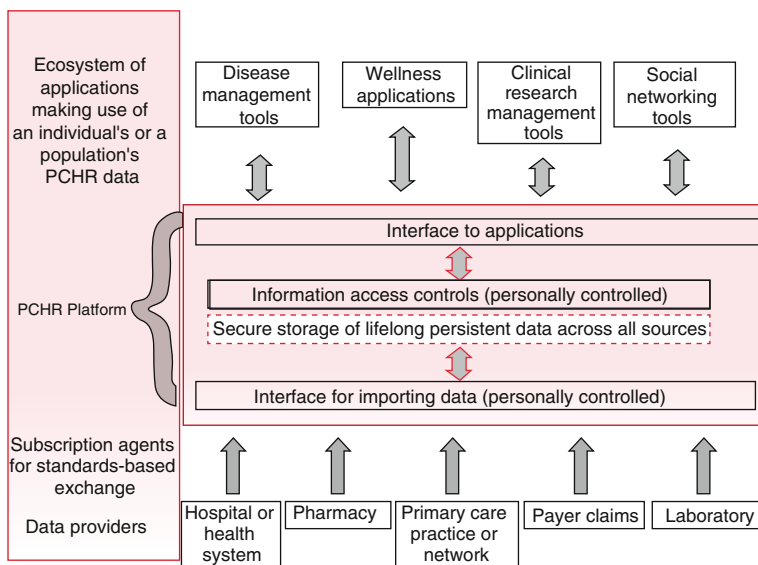 Ecosystem of
applications
making use of
an individual's or a
population's
PCHR data
Disease
management
tools
Wellness
applications
Clinical
research
management
tools
Social
networking
tools
PCHR Platform
Interface to applications
Information access controls (personally controlled)
Secure storage of lifelong persistent data across all sources
Interface for importing data (personally controlled)
Subscription agents
for standards-based
exchange
Data providers
Hospital or
health
system
Pharmacy
Primary care
practice or
network
Payer claims
Laboratory